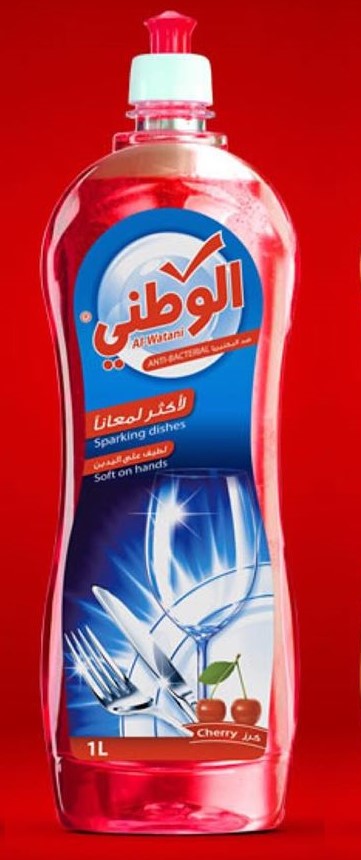 الوطني
Al-Watani
ANTI-BACTERIAL ضد البكتيريا
لأكثر لمعاناً
Sparking dishes
لطيف على اليدين
Soft on hands
Cherry كرز
1L